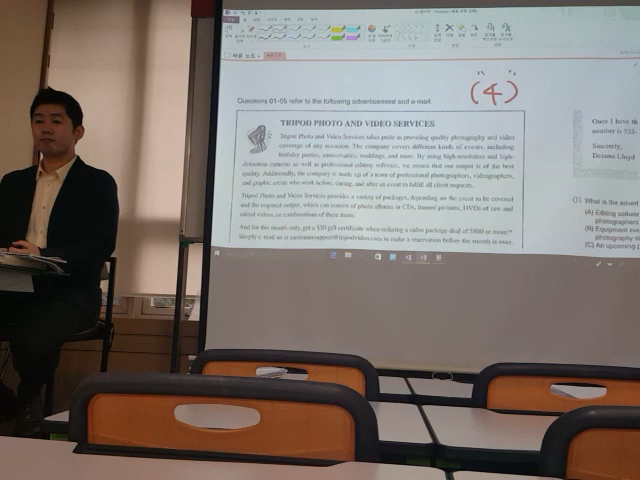 "(4)"
Questions 01-05 refer to the following advertisement and e-mail.
TRIPOD PHOTO AND VIDEO SERVICES
Tripod Photo and Video Services takes pride in providing quality photography and video
coverage of any occasion. The company covers different kinds of events, including
birthday parties, anniversaries, weddings, and more. By using high-resolution and high-
definition cameras as well as professional editing software, we ensure that our output is of the best
quality. Additionally, the company is made up of a team of professional photographers, videographers,
and graphic artists who work before, during, and after an event to fulfill all client requests.
Tripod Photo and Video Services provides a variety of packages, depending on the event to be covered
and the required output, which can consist of photo albums or CDs, framed pictures, DVDs of raw and
edited videos, or combinations of these items.
And for this month only, get a $50 gift certificate when ordering a video package deal of $800 or more!*
Simply e-mail us at customersupport@tripodvideo.com to make a reservation before the month is over.
Once I have th
number is 555-
Sincerely,
Deanna Lloyd
01 What is the advert
(A) Editing softwar
photographers
(B) Equipment
photography
(C) An upcoming